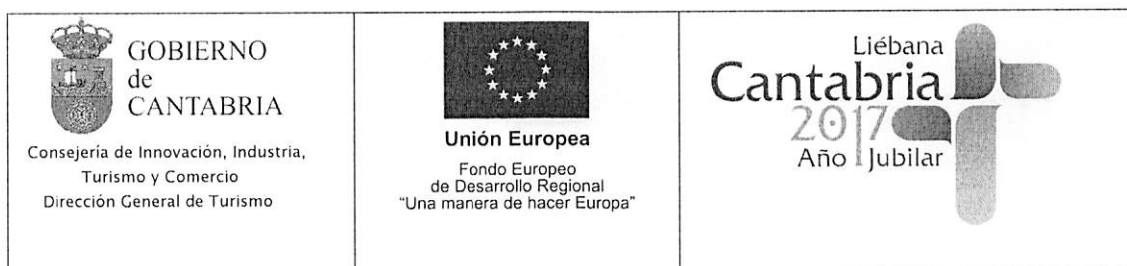 GOBIERNO
de
CANTABRIA
Consejería de Innovación, Industria,
Turismo y Comercio
Dirección General de Turismo
Unión Europea
Fondo Europeo
de Desarrollo Regional
"Una manera de hacer Europa"
Liébana
Cantabria
2017
Año Jubilar